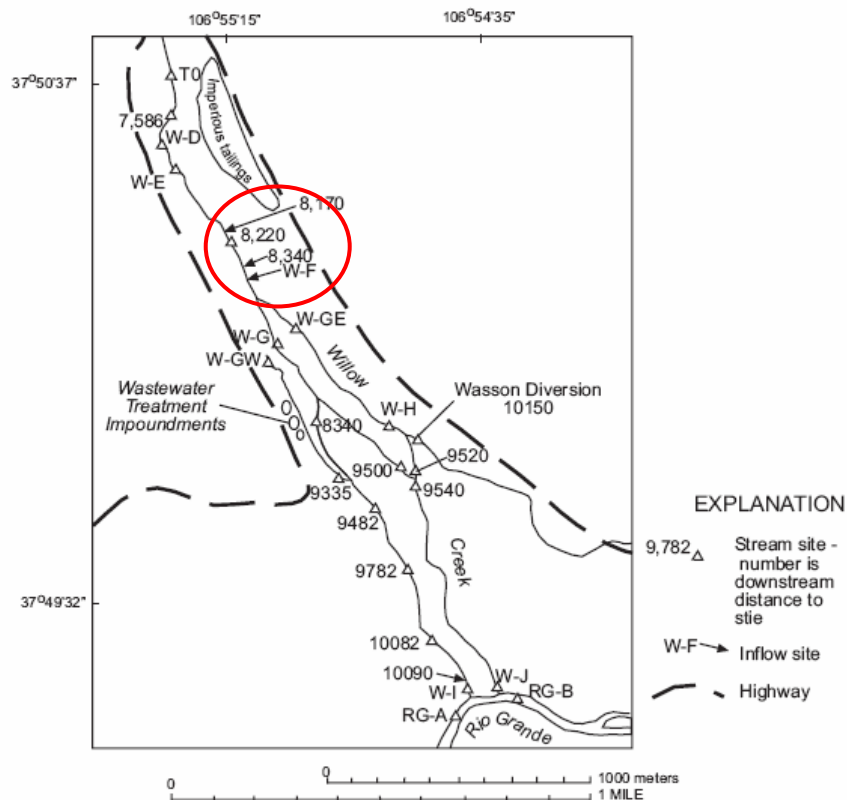 106°55'15"
106°54'35"
37°50'37"
T0
Imperious tailings
7,586
W-D
W-E
8,170
8,220
8,340
W-F
W-GE
W-G
W-GW
Willow
Wastewater
Treatment
Impoundments
Wasson Diversion
10150
W-H
8340
9520
9500
9335
9540
9482
EXPLANATION
9,782
Stream site -
number is
downstream
distance to
stie
Creek
9782
37°49'32"
10082
W-F
Inflow site
10090
W-J
W-I
RG-B
Highway
RG-A
Rio Grande
0
1000 meters
0
1 MILE